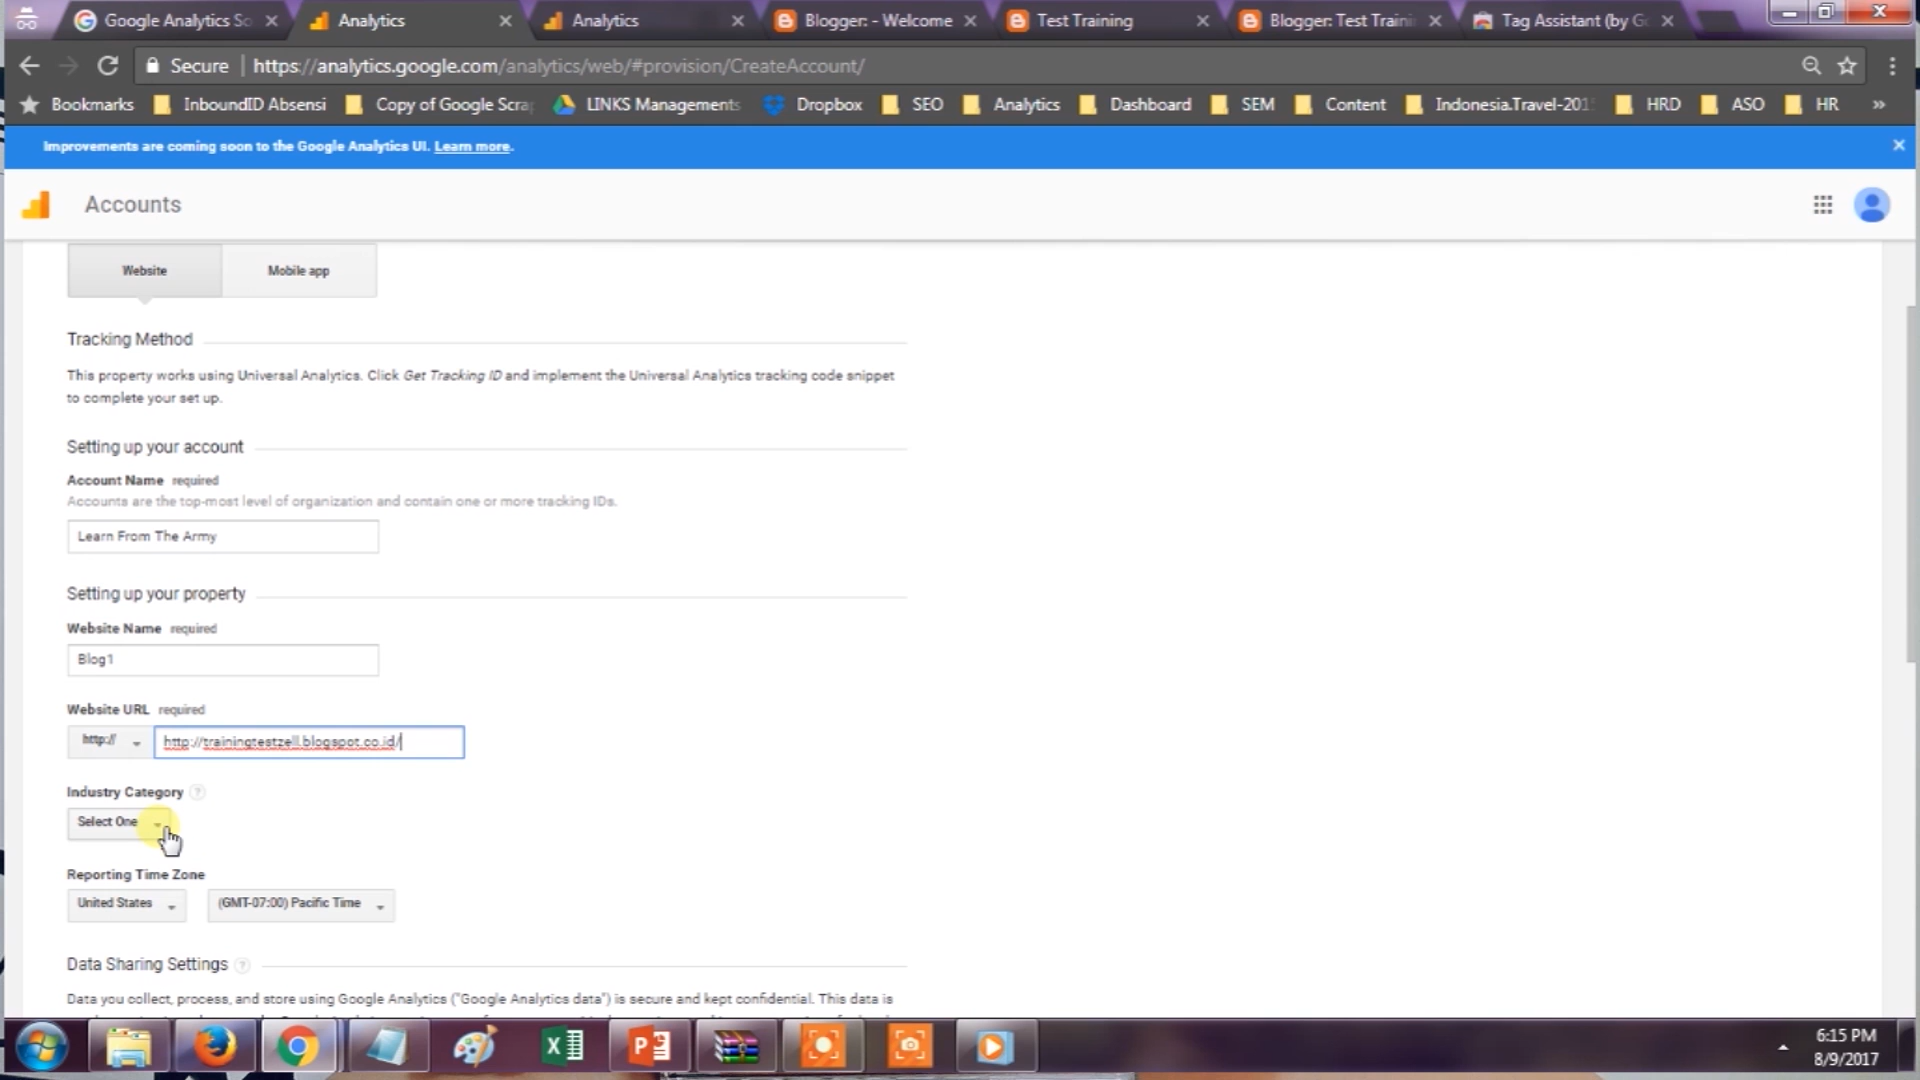 Google Analytics So
Analytics
Analytics
Blogger: - Welcome
Test Training
Blogger: Test Traini
Tag Assistant (by Go
Secure
https://analytics.google.com/analytics/web/#provision/CreateAccount/
Bookmarks
InboundID Absensi
Copy of Google Scrap
LINKS Managements
Dropbox
SEO
Analytics
Dashboard
SEM
Content
Indonesia.Travel-201
HRD
ASO
HR
»
Improvements are coming soon to the Google Analytics UI. Learn more.
Accounts
Website
Mobile app
Tracking Method
This property works using Universal Analytics. Click Get Tracking ID and implement the Universal Analytics tracking code snippet
to complete your set up.
Setting up your account
Account Name required
Accounts are the top-most level of organization and contain one or more tracking IDs.
Learn From The Army
Setting up your property
Website Name required
Blog1
Website URL required
http://
http://trainingtestzell.blogspot.co.id/
Industry Category ?
Select One
Reporting Time Zone
United States
(GMT-07:00) Pacific Time
Data Sharing Settings ?
Data you collect, process, and store using Google Analytics ("Google Analytics data") is secure and kept confidential. This data is
6:15 PM
8/9/2017